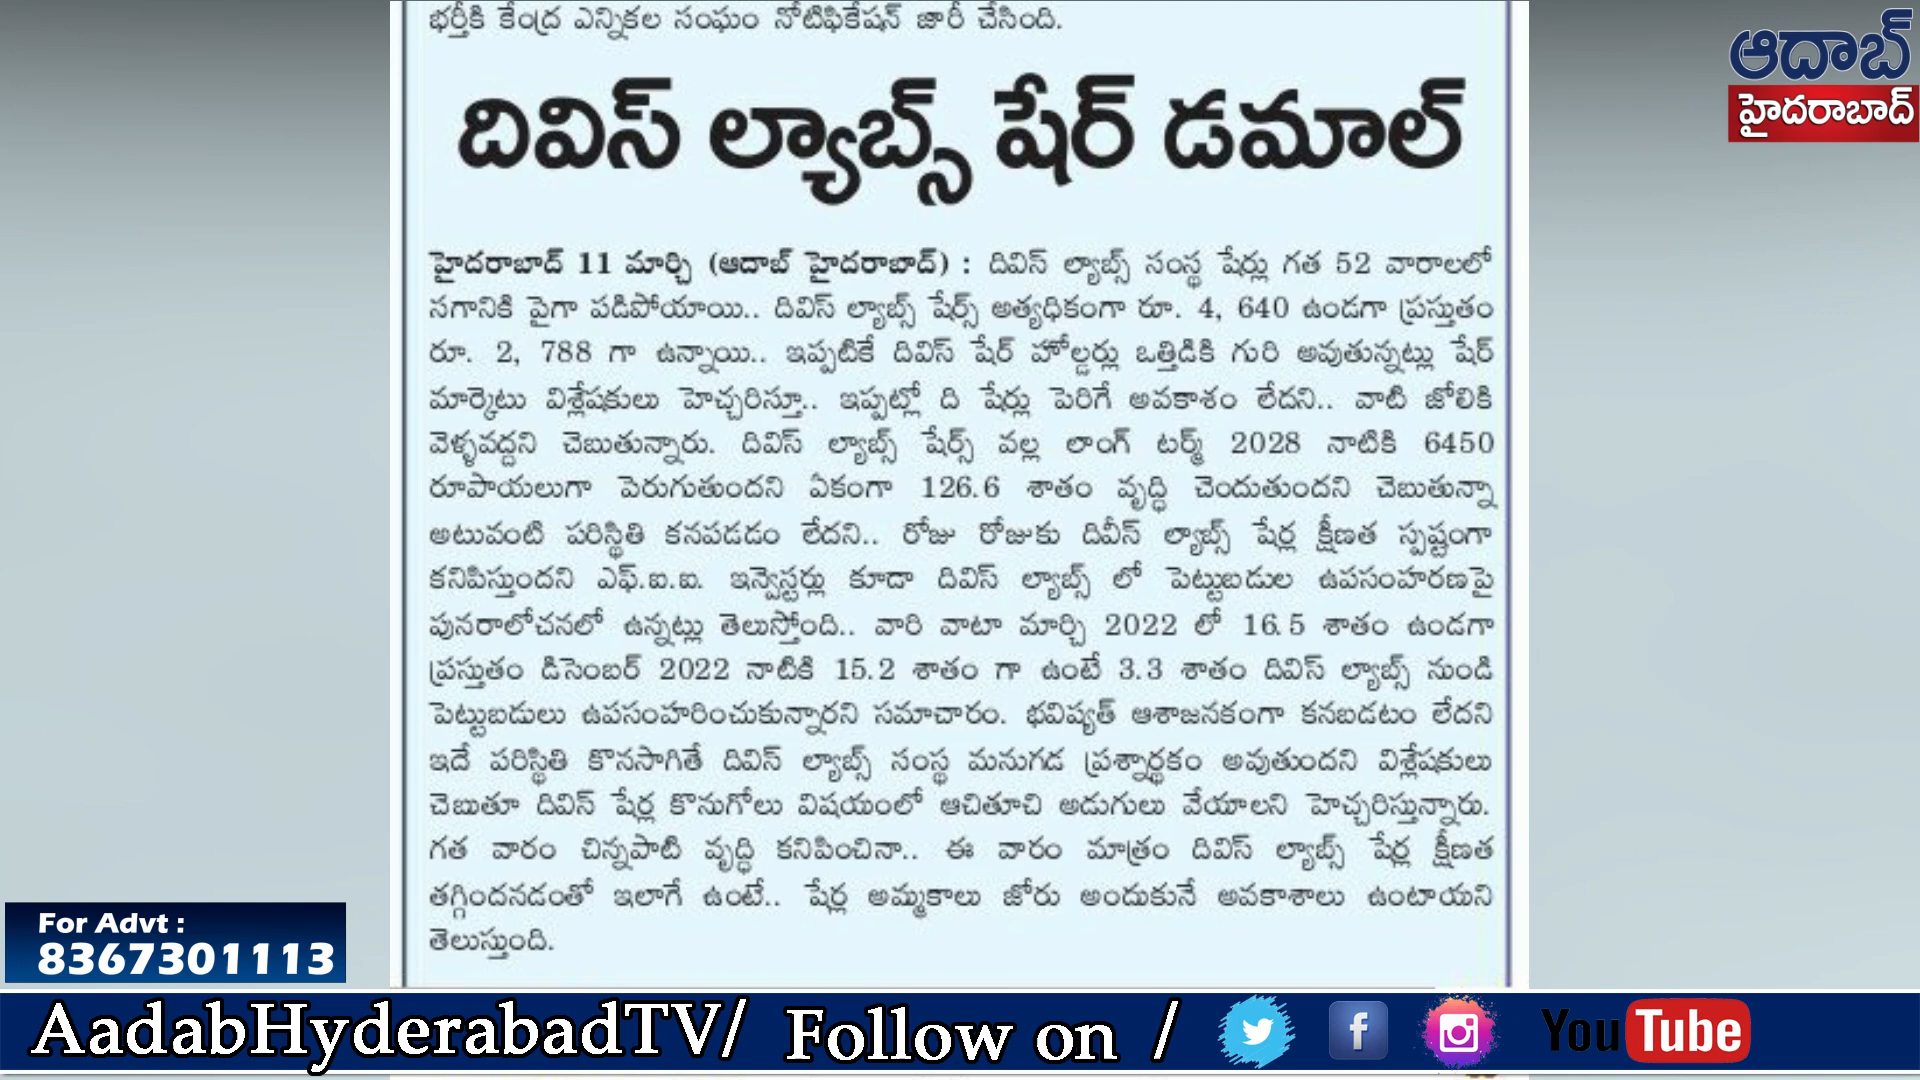 భర్తీకి కేంద్ర ఎన్నికల సంఘం నోటిఫికేషన్ జారీ చేసింది.
ఆదాబ్
హైదరాబాద్
దివిస్ ల్యాబ్స్ షేర్ డమాల్
హైదరాబాద్ 11 మార్చి (ఆదాబ్ హైదరాబాద్) : దివిస్ ల్యాబ్స్ సంస్థ షేర్లు గత 52 వారాలలో
సగానికి పైగా పడిపోయాయి.. దివిస్ ల్యాబ్స్ షేర్స్ అత్యధికంగా రూ. 4, 640 ఉండగా ప్రస్తుతం
రూ. 2, 788 గా ఉన్నాయి.. ఇప్పటికే దివిస్ షేర్ హోల్డర్లు ఒత్తిడికి గురి అవుతున్నట్లు షేర్
మార్కెటు విశ్లేషకులు హెచ్చరిస్తూ.. ఇప్పట్లో ది షేర్లు పెరిగే అవకాశం లేదని.. వాటి జోలికి
వెళ్ళవద్దని చెబుతున్నారు. దివిస్ ల్యాబ్స్ షేర్స్ వల్ల లాంగ్ టర్మ్ 2028 నాటికి 6450
రూపాయలుగా పెరుగుతుందని ఏకంగా 126.6 శాతం వృద్ధి చెందుతుందని చెబుతున్నా
అటువంటి పరిస్థితి కనపడడం లేదని.. రోజు రోజుకు దివీస్ ల్యాబ్స్ షేర్ల క్షీణత స్పష్టంగా
కనిపిస్తుందని ఎఫ్.ఐ.ఐ. ఇన్వెస్టర్లు కూడా దివిస్ ల్యాబ్స్ లో పెట్టుబడుల ఉపసంహరణపై
పునరాలోచనలో ఉన్నట్లు తెలుస్తోంది.. వారి వాటా మార్చి 2022 లో 16.5 శాతం ఉండగా
ప్రస్తుతం డిసెంబర్ 2022 నాటికి 15.2 శాతం గా ఉంటే 3.3 శాతం దివిస్ ల్యాబ్స్ నుండి
పెట్టుబడులు ఉపసంహరించుకున్నారని సమాచారం. భవిష్యత్ ఆశాజనకంగా కనబడటం లేదని
ఇదే పరిస్థితి కొనసాగితే దివిస్ ల్యాబ్స్ సంస్థ మనుగడ ప్రశ్నార్థకం అవుతుందని విశ్లేషకులు
చెబుతూ దివిస్ షేర్ల కొనుగోలు విషయంలో ఆచితూచి అడుగులు వేయాలని హెచ్చరిస్తున్నారు.
గత వారం చిన్నపాటి వృద్ధి కనిపించినా.. ఈ వారం మాత్రం దివిస్ ల్యాబ్స్ షేర్ల క్షీణత
తగ్గిందనడంతో ఇలాగే ఉంటే.. షేర్ల అమ్మకాలు జోరు అందుకునే అవకాశాలు ఉంటాయని
తెలుస్తుంది.
For Advt :
8367301113
AadabHyderabadTV/ Follow on / YouTube